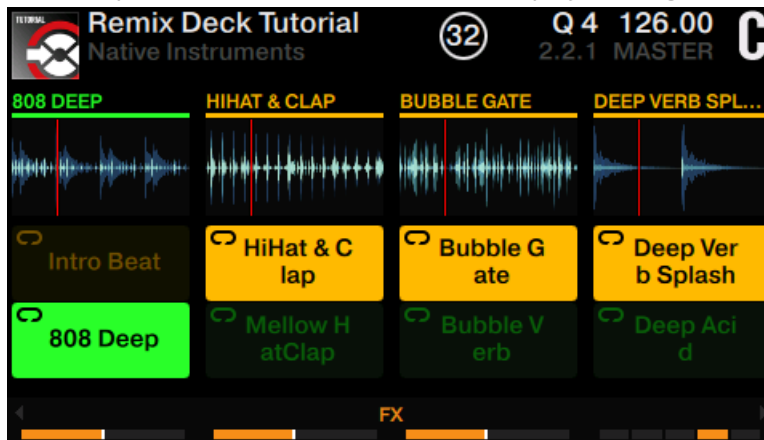 Remix Deck Tutorial
Native Instruments
32
Q 4 126.00
2.2.1 MASTER
C
808 DEEP
HIHAT & CLAP
BUBBLE GATE
DEEP VERB SPL...
Intro Beat
HiHat & C
lap
Bubble G
ate
Deep Ver
b Splash
808 Deep
Mellow H
atClap
Bubble V
erb
Deep Aci
d
FX